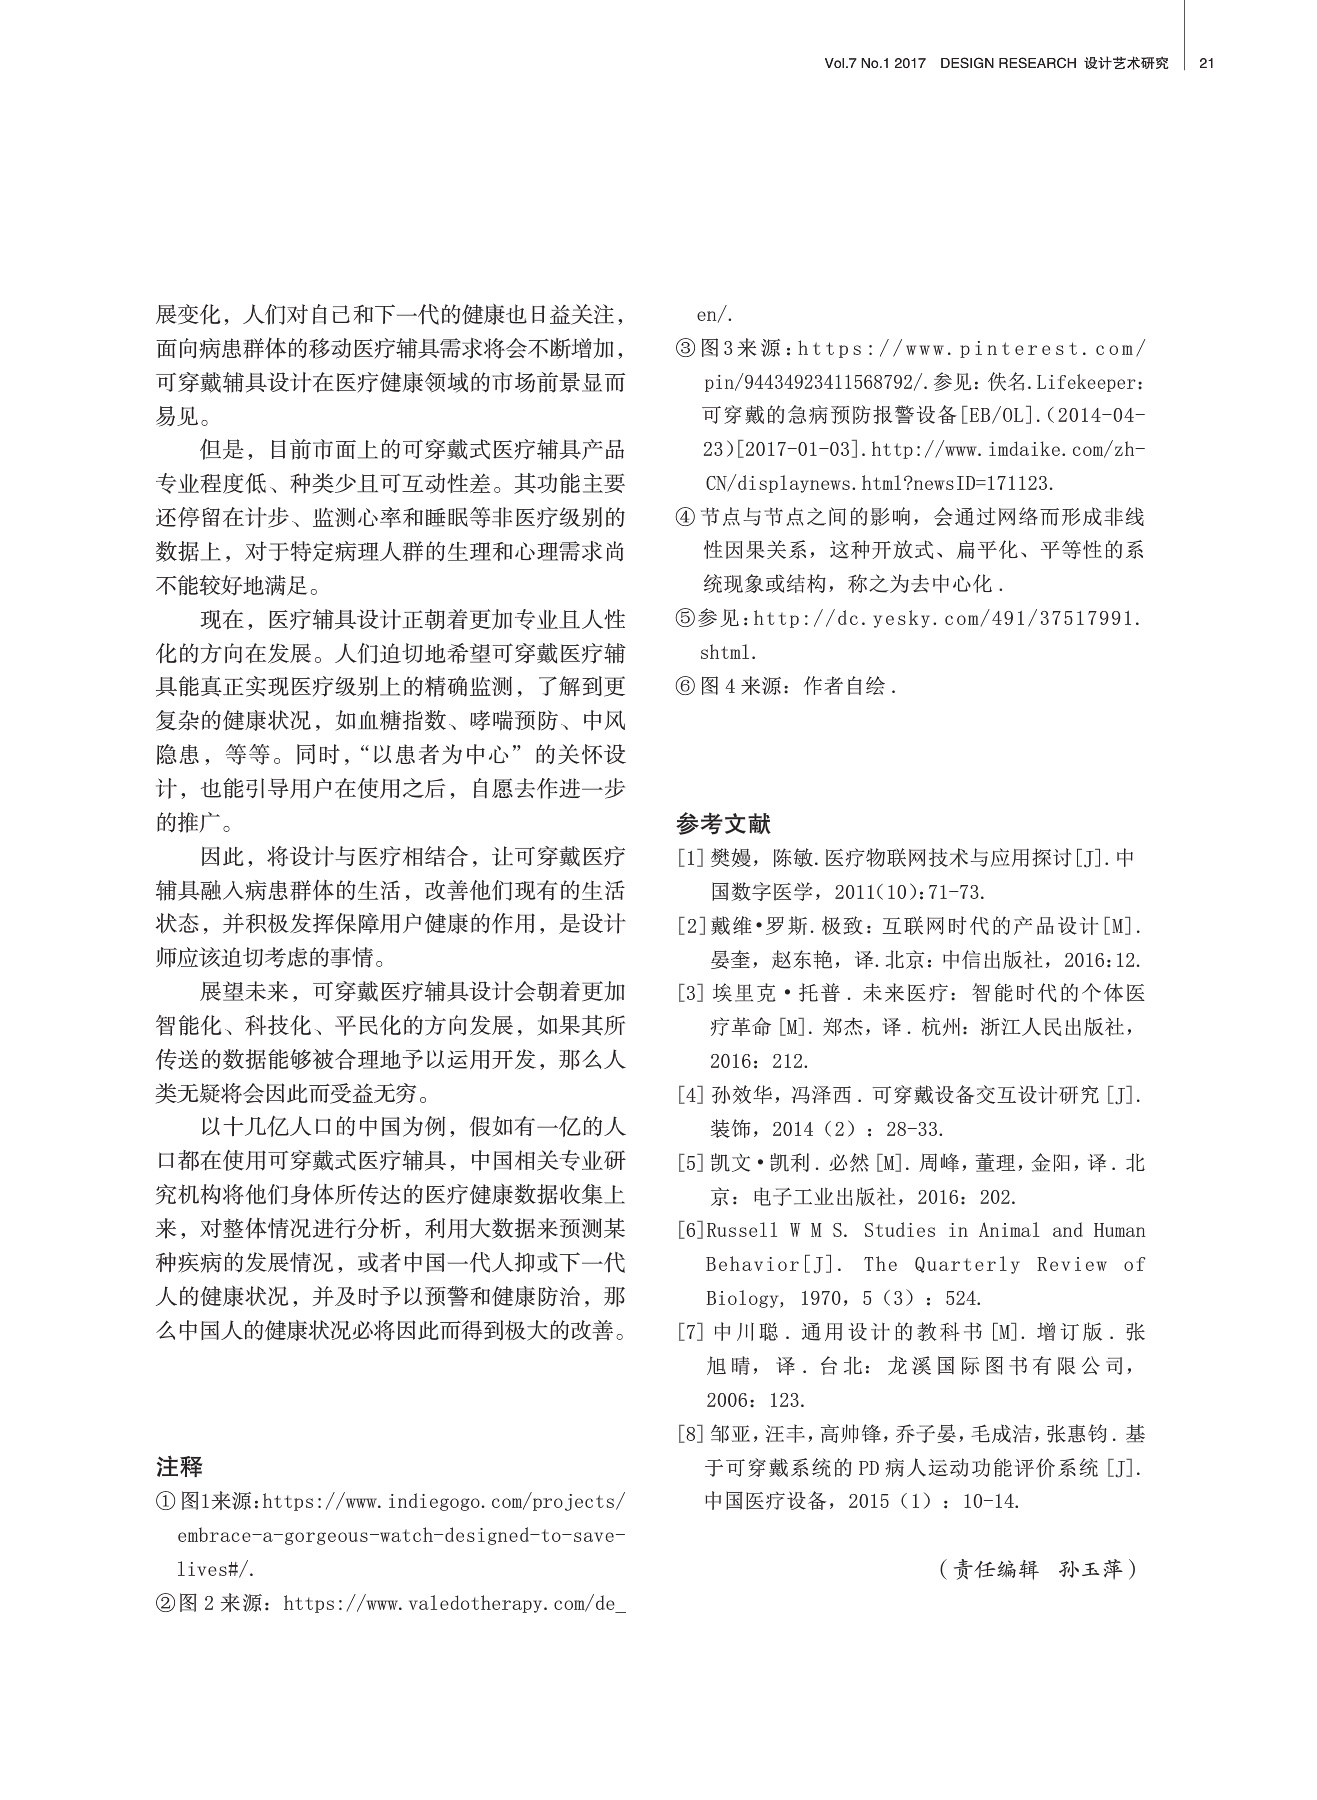 Vol.7 No.1 2017 DESIGN RESEARCH 设计艺术研究 21
展变化，人们对自己和下一代的健康也日益关注，
面向病患群体的移动医疗辅具需求将会不断增加，
可穿戴辅具设计在医疗健康领域的市场前景显而
易见。
但是，目前市面上的可穿戴式医疗辅具产品
专业程度低、种类少且可互动性差。其功能主要
还停留在计步、监测心率和睡眠等非医疗级别的
数据上，对于特定病理人群的生理和心理需求尚
不能较好地满足。
现在，医疗辅具设计正朝着更加专业且人性
化的方向在发展。人们迫切地希望可穿戴医疗辅
具能真正实现医疗级别上的精确监测，了解到更
复杂的健康状况，如血糖指数、哮喘预防、中风
隐患，等等。同时，“以患者为中心”的关怀设
计，也能引导用户在使用之后，自愿去作进一步
的推广。
因此，将设计与医疗相结合，让可穿戴医疗
辅具融入病患群体的生活，改善他们现有的生活
状态，并积极发挥保障用户健康的作用，是设计
师应该迫切考虑的事情。
展望未来，可穿戴医疗辅具设计会朝着更加
智能化、科技化、平民化的方向发展，如果其所
传送的数据能够被合理地予以运用开发，那么人
类无疑将会因此而受益无穷。
以十几亿人口的中国为例，假如有一亿的人
口都在使用可穿戴式医疗辅具，中国相关专业研
究机构将他们身体所传达的医疗健康数据收集上
来，对整体情况进行分析，利用大数据来预测某
种疾病的发展情况，或者中国一代人抑或下一代
人的健康状况，并及时予以预警和健康防治，那
么中国人的健康状况必将因此而得到极大的改善。
注释
① 图1来源:https://www.indiegogo.com/projects/
embrace-a-gorgeous-watch-designed-to-save-
lives#/.
②图 2 来源：https://www.valedotherapy.com/de_
en/.
③图3来源:https://www.pinterest.com/
pin/94434923411568792/.参见：佚名.Lifekeeper：
可穿戴的急病预防报警设备[EB/OL].(2014-04-
23)[2017-01-03].http://www.imdaike.com/zh-
CN/displaynews.html?newsID=171123.
④ 节点与节点之间的影响，会通过网络而形成非线
性因果关系，这种开放式、扁平化、平等性的系
统现象或结构，称之为去中心化 .
⑤参见:http://dc.yesky.com/491/37517991.
shtml.
⑥ 图 4 来源：作者自绘 .
参考文献
[1] 樊嫚，陈敏.医疗物联网技术与应用探讨[J].中
国数字医学，2011(10):71-73.
[2]戴维•罗斯.极致：互联网时代的产品设计[M].
晏奎，赵东艳，译.北京：中信出版社，2016:12.
[3] 埃里克•托普 . 未来医疗：智能时代的个体医
疗革命 [M]. 郑杰，译 . 杭州：浙江人民出版社，
2016：212.
[4] 孙效华，冯泽西 . 可穿戴设备交互设计研究 [J].
装饰，2014（2）：28-33.
[5] 凯文•凯利 . 必然 [M]. 周峰，董理，金阳，译 . 北
京：电子工业出版社，2016：202.
[6]Russell W M S. Studies in Animal and Human
Behavior[J]. The Quarterly Review of
Biology, 1970，5（3）：524.
[7] 中川聪 . 通用设计的教科书 [M]. 增订版 . 张
旭晴，译 . 台北：龙溪国际图书有限公司，
2006：123.
[8] 邹亚，汪丰，高帅锋，乔子晏，毛成洁，张惠钧 . 基
于可穿戴系统的 PD 病人运动功能评价系统 [J].
中国医疗设备，2015（1）：10-14.
（责任编辑 孙玉萍）